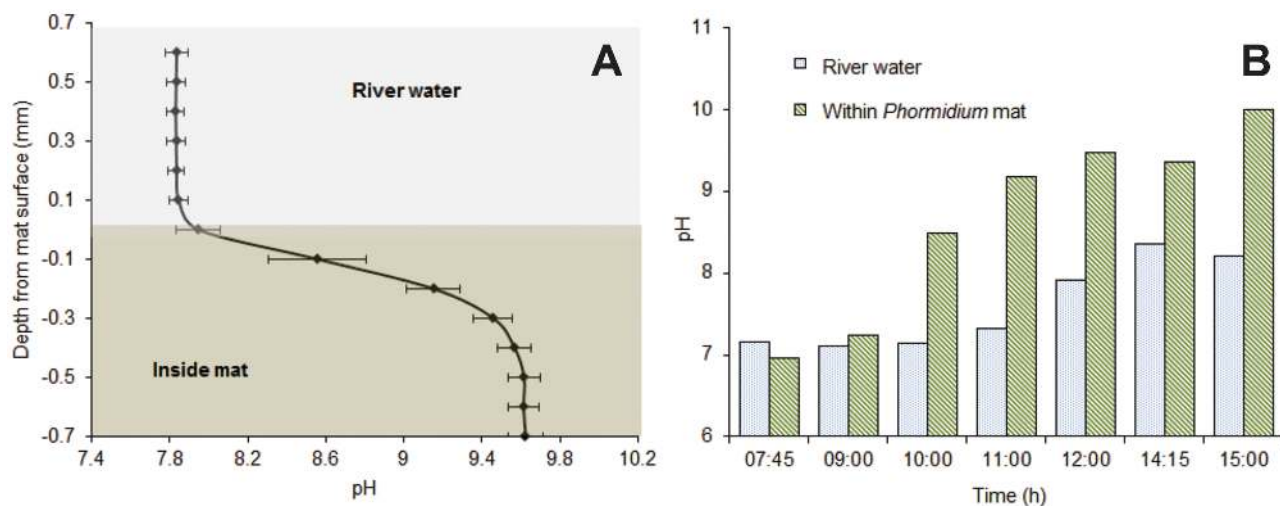 A
River water
Inside mat
Depth from mat surface (mm)
0.7
0.5
0.3
0.1
-0.1
-0.3
-0.5
-0.7
7.4 7.8 8.2 8.6 9 9.4 9.8 10.2
pH
B
River water
Within Phormidium mat
pH
11
10
9
8
7
6
07:45 09:00 10:00 11:00 12:00 14:15 15:00
Time (h)